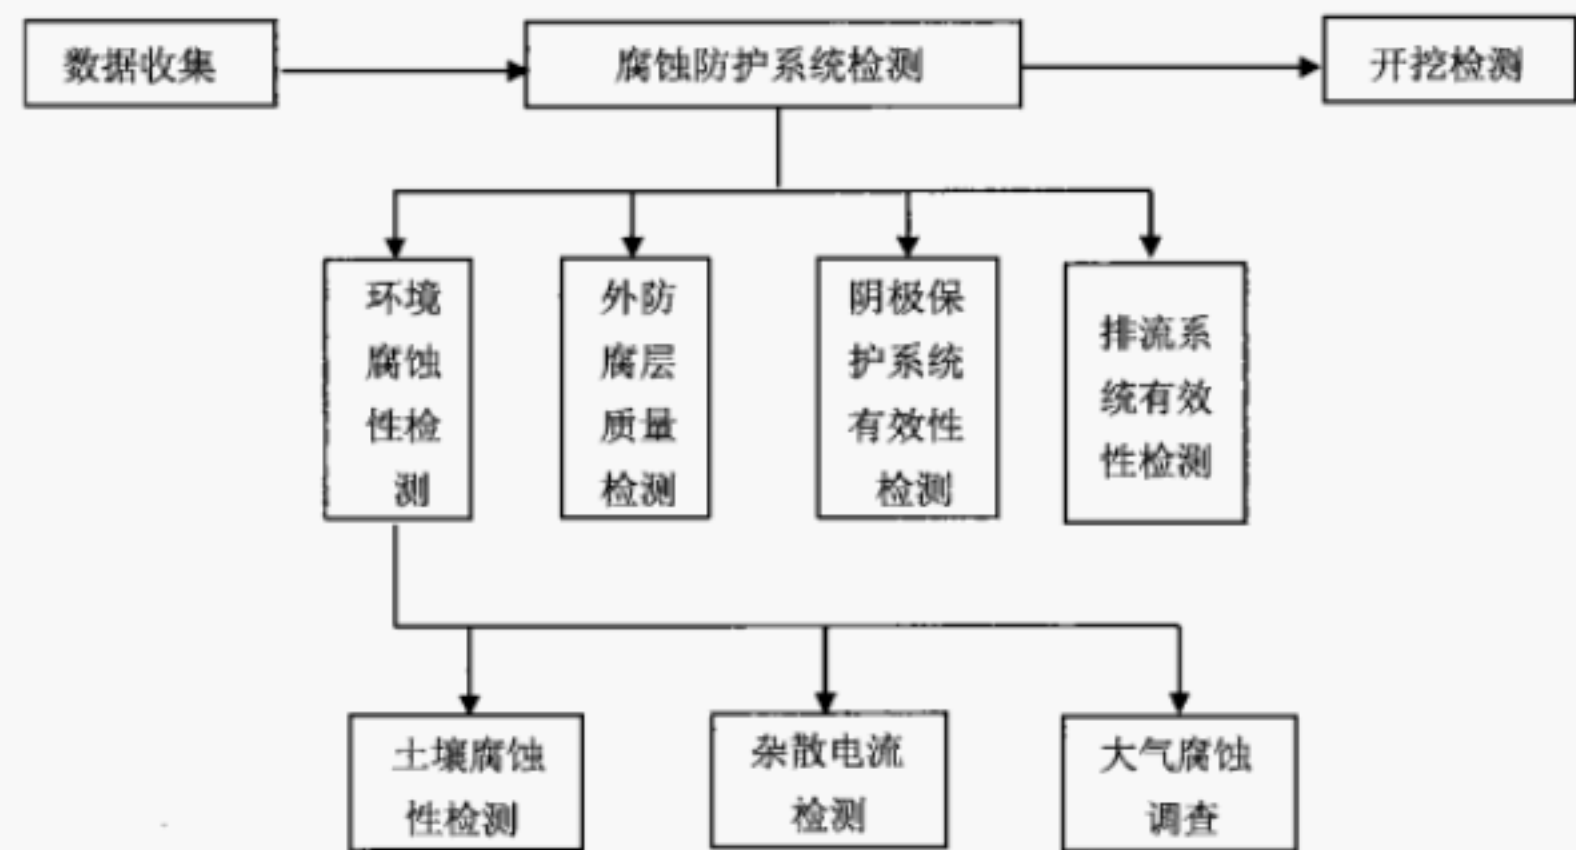 数据收集
腐蚀防护系统检测
开挖检测
环境
腐蚀
性检
测
外防
腐层
质量
检测
阴极保
护系统
有效性
检测
排流系
统有效
性检测
土壤腐蚀
性检测
杂散电流
检测
大气腐蚀
调查